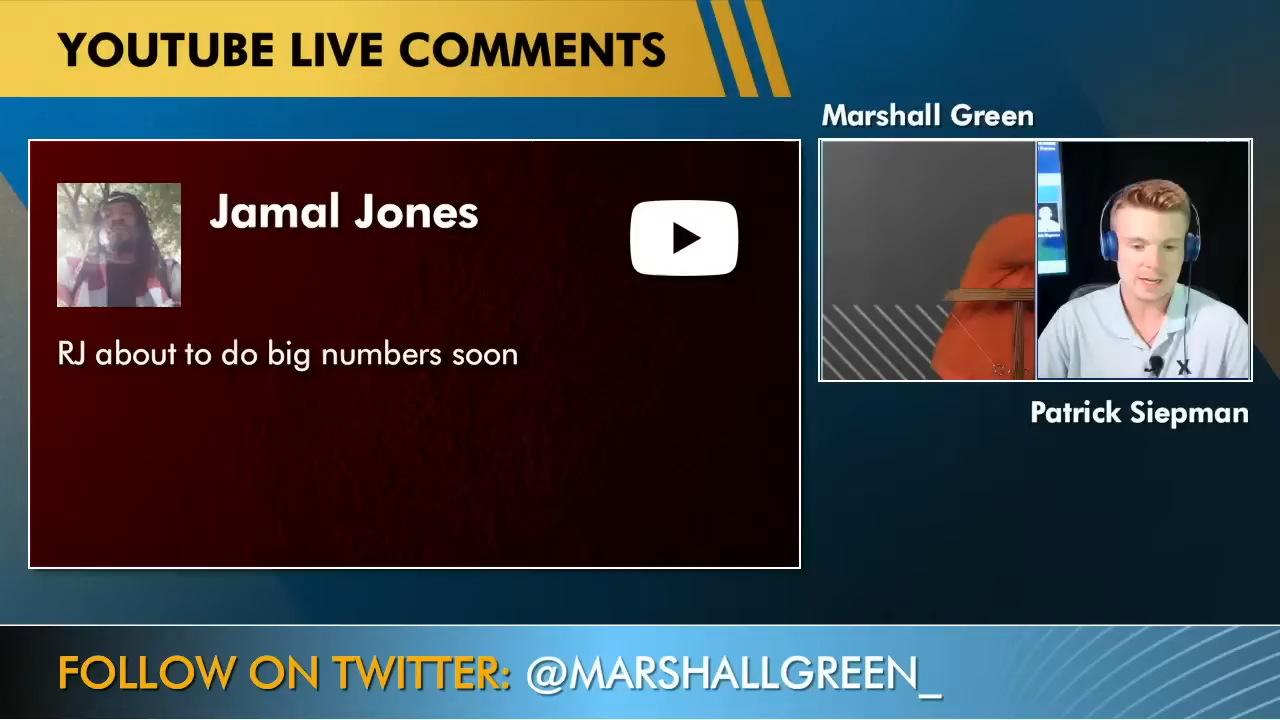 YOUTUBE LIVE COMMENTS
Marshall Green
Jamal Jones
RJ about to do big numbers soon
X
Patrick Siepman
FOLLOW ON TWITTER: @MARSHALLGREEN_